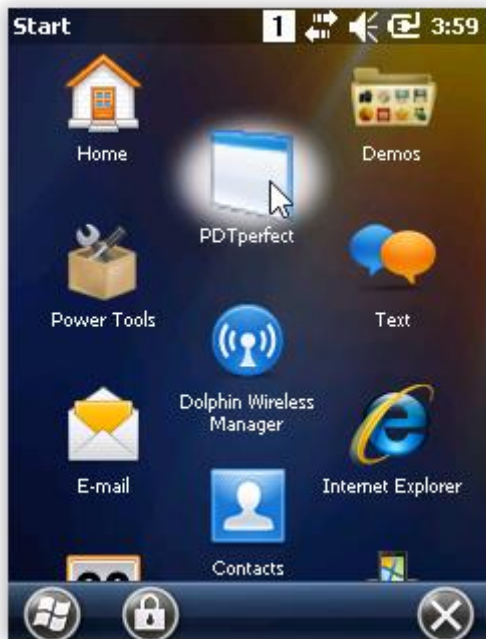 Start 1 3:59
Home
Demos
PDTperfect
Power Tools
Text
Dolphin Wireless
Manager
E-mail
Internet Explorer
Contacts